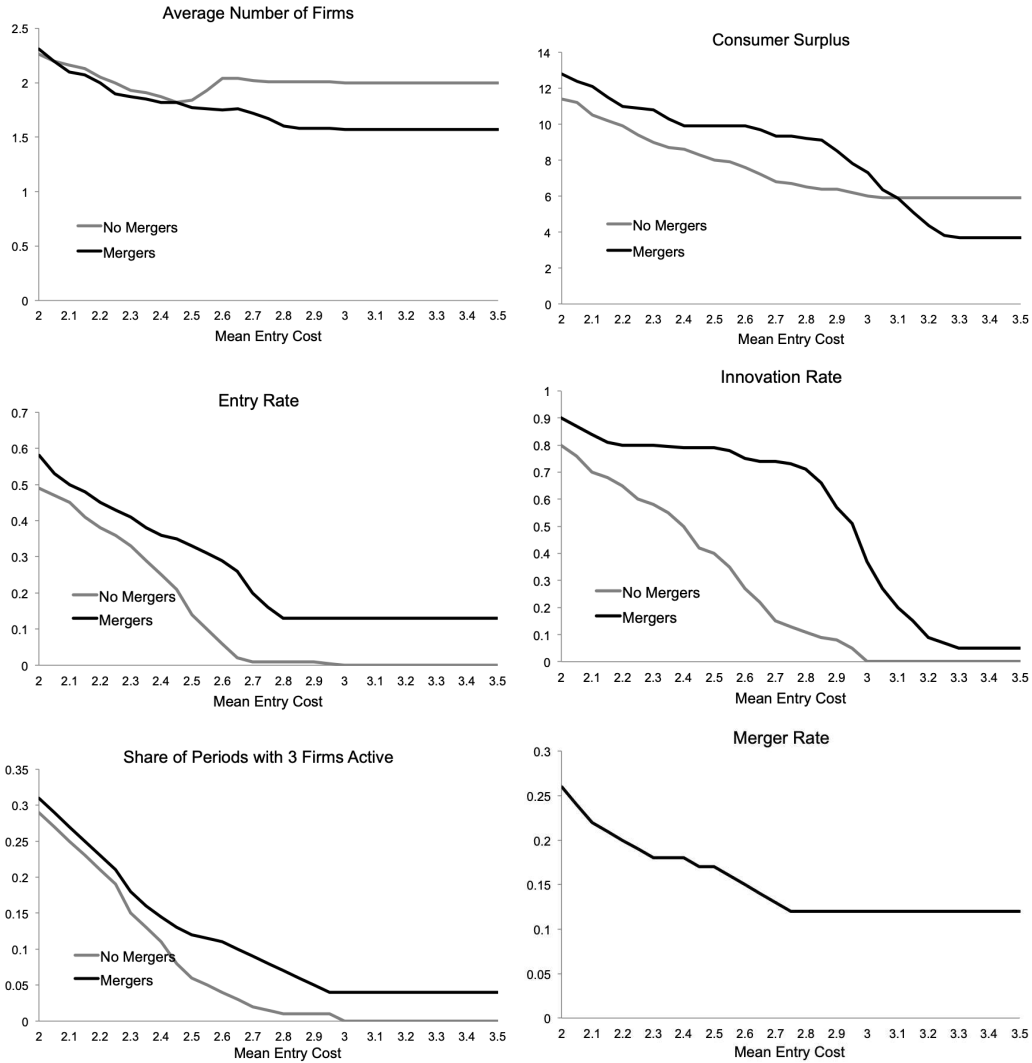 Average Number of Firms
2.5
2
1.5
1
0.5
0
No Mergers
Mergers
2 2.1 2.2 2.3 2.4 2.5 2.6 2.7 2.8 2.9 3 3.1 3.2 3.3 3.4 3.5
Mean Entry Cost
Consumer Surplus
14
12
10
8
6
4
2
0
No Mergers
Mergers
2 2.1 2.2 2.3 2.4 2.5 2.6 2.7 2.8 2.9 3 3.1 3.2 3.3 3.4 3.5
Mean Entry Cost
Entry Rate
0.7
0.6
0.5
0.4
0.3
0.2
0.1
0
No Mergers
Mergers
2 2.1 2.2 2.3 2.4 2.5 2.6 2.7 2.8 2.9 3 3.1 3.2 3.3 3.4 3.5
Mean Entry Cost
Innovation Rate
1
0.9
0.8
0.7
0.6
0.5
0.4
0.3
0.2
0.1
0
No Mergers
Mergers
2 2.1 2.2 2.3 2.4 2.5 2.6 2.7 2.8 2.9 3 3.1 3.2 3.3 3.4 3.5
Mean Entry Cost
Share of Periods with 3 Firms Active
0.35
0.3
0.25
0.2
0.15
0.1
0.05
0
No Mergers
Mergers
2 2.1 2.2 2.3 2.4 2.5 2.6 2.7 2.8 2.9 3 3.1 3.2 3.3 3.4 3.5
Mean Entry Cost
Merger Rate
0.3
0.25
0.2
0.15
0.1
0.05
0
2 2.1 2.2 2.3 2.4 2.5 2.6 2.7 2.8 2.9 3 3.1 3.2 3.3 3.4 3.5
Mean Entry Cost